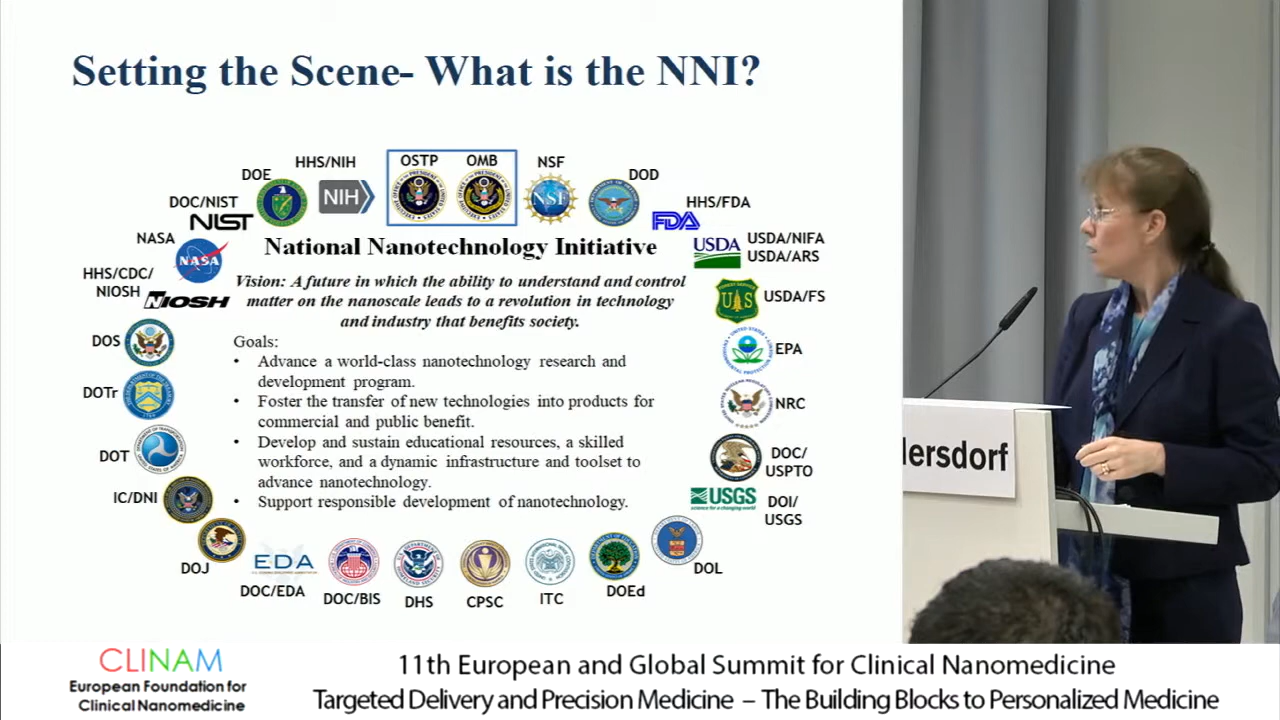 Setting the Scene- What is the NNI?
HHS/NIH
OSTP
OMB
NSF
DOE
DOD
DOC/NIST
NIST
NIH
NSF
HHS/FDA
FDA
NASA
NASA
National Nanotechnology Initiative
USDA
USDA/NIFA
USDA/ARS
HHS/CDC/
NIOSH
NIOSH
Vision: A future in which the ability to understand and control
matter on the nanoscale leads to a revolution in technology
and industry that benefits society.
US
USDA/FS
DOS
Goals:
• Advance a world-class nanotechnology research and
development program.
• Foster the transfer of new technologies into products for
commercial and public benefit.
• Develop and sustain educational resources, a skilled
workforce, and a dynamic infrastructure and toolset to
advance nanotechnology.
• Support responsible development of nanotechnology.
EPA
DOTr
NRC
DOT
DOC/
USPTO
IC/DNI
USGS
science for a changing world
DOI/
USGS
DOJ
EDA
DOC/EDA
DOC/BIS
DHS
CPSC
ITC
DOEd
DOL
lersdorf
CLINAM
European Foundation for
Clinical Nanomedicine
11th European and Global Summit for Clinical Nanomedicine
Targeted Delivery and Precision Medicine – The Building Blocks to Personalized Medicine